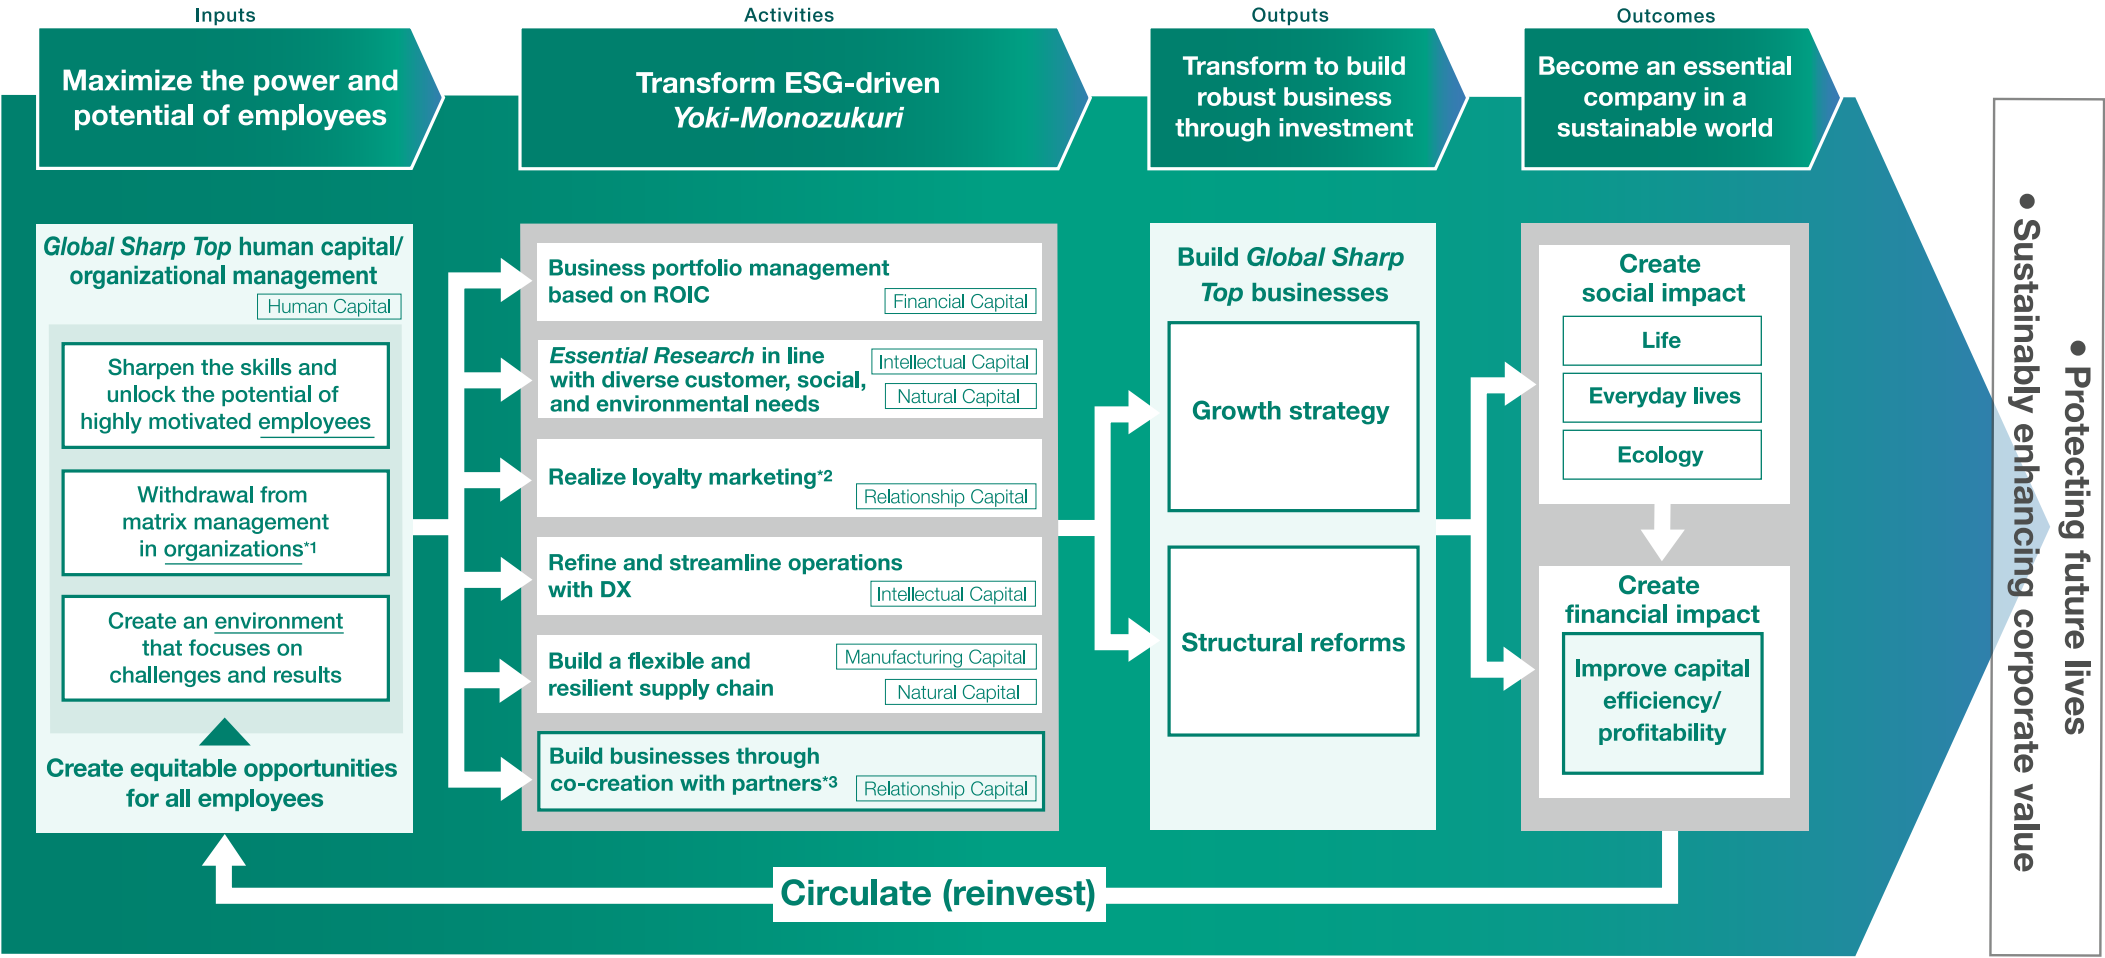 Inputs
Maximize the power and
potential of employees
Activities
Transform ESG-driven
Yoki-Monozukuri
Outputs
Transform to build
robust business
through investment
Outcomes
Become an essential
company in a
sustainable world
Global Sharp Top human capital/
organizational management
Human Capital
Sharpen the skills and
unlock the potential of
highly motivated employees
Withdrawal from
matrix management
in organizations*1
Create an environment
that focuses on
challenges and results
Create equitable opportunities
for all employees
Business portfolio management
based on ROIC
Financial Capital
Essential Research in line
with diverse customer, social,
and environmental needs
Intellectual Capital
Natural Capital
Realize loyalty marketing*2
Relationship Capital
Refine and streamline operations
with DX
Intellectual Capital
Build a flexible and
resilient supply chain
Manufacturing Capital
Natural Capital
Build businesses through
co-creation with partners*3
Relationship Capital
Build Global Sharp
Top businesses
Growth strategy
Structural reforms
Create
social impact
Life
Everyday lives
Ecology
Create
financial impact
Improve capital
efficiency/
profitability
Circulate (reinvest)
● Protecting future lives
● Sustainably enhancing corporate value